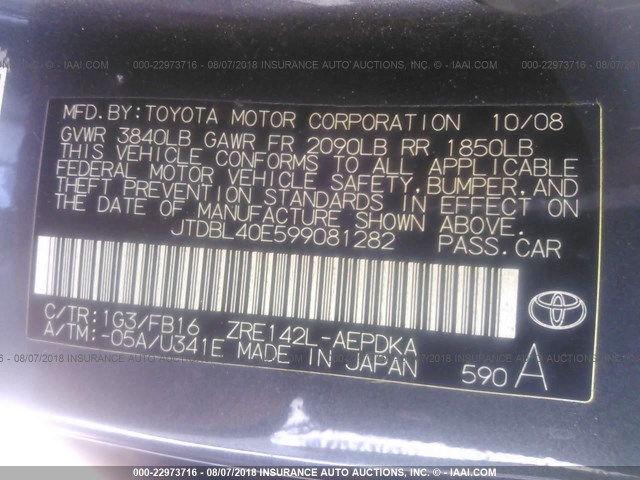 000-22973716 - 08/07/2018 INSURANCE AUTO AUCTIONS, INC. © - IAAI.COM
MFD.BY:TOYOTA MOTOR CORPORATION 10/08
GVWR 3840LB GAWR FR 2090LB RR 1850LB
THIS VEHICLE CONFORMS TO ALL APPLICABLE
FEDERAL MOTOR VEHICLE SAFETY,BUMPER,AND
THEFT PREVENTION STANDARDS IN EFFECT ON
THE DATE OF MANUFACTURE SHOWN ABOVE.
JTDBL40E599081282 PASS.CAR
C/TR:1G3/FB16 ZRE142L-AEPDKA
A/TM:-05A/U341E MADE IN JAPAN
590A
000-22973716 - 08/07/2018 INSURANCE AUTO AUCTIONS, INC. © - IAAI.COM